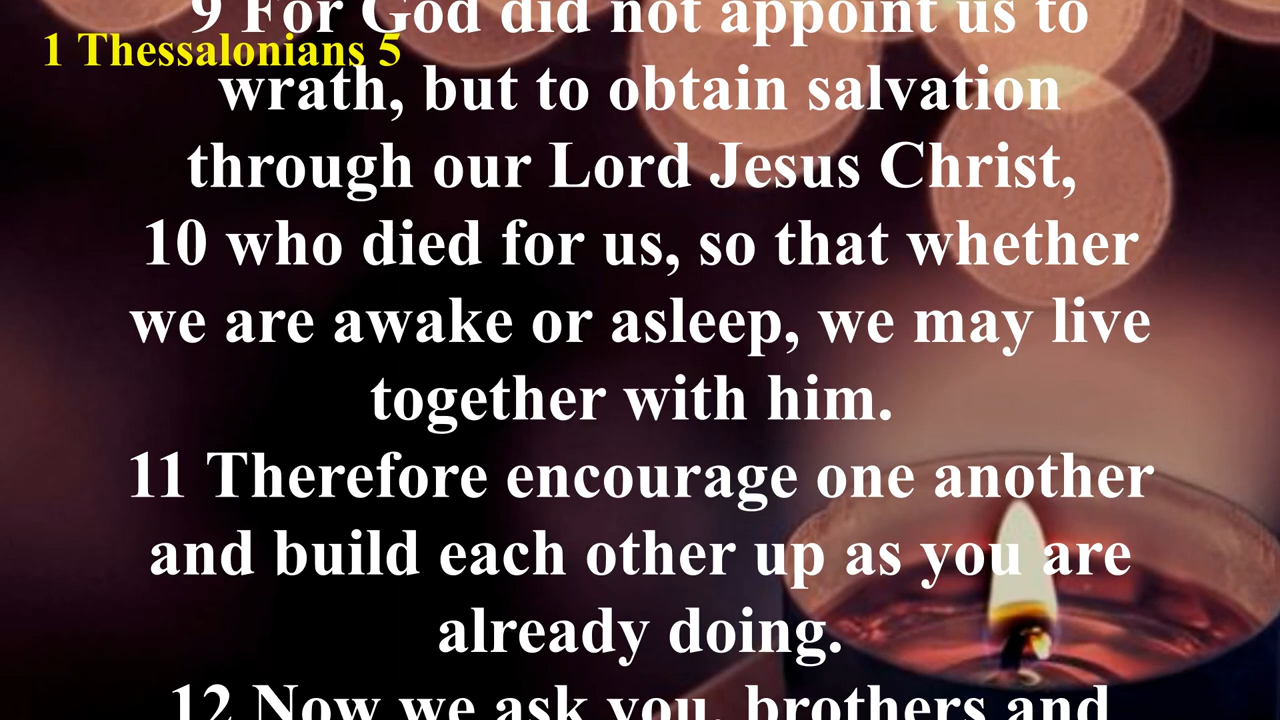 9 For God did not appoint us to
1 Thessalonians 5
wrath, but to obtain salvation
through our Lord Jesus Christ,
10 who died for us, so that whether
we are awake or asleep, we may live
together with him.
11 Therefore encourage one another
and build each other up as you are
already doing.
12 Now we ask you, brothers and